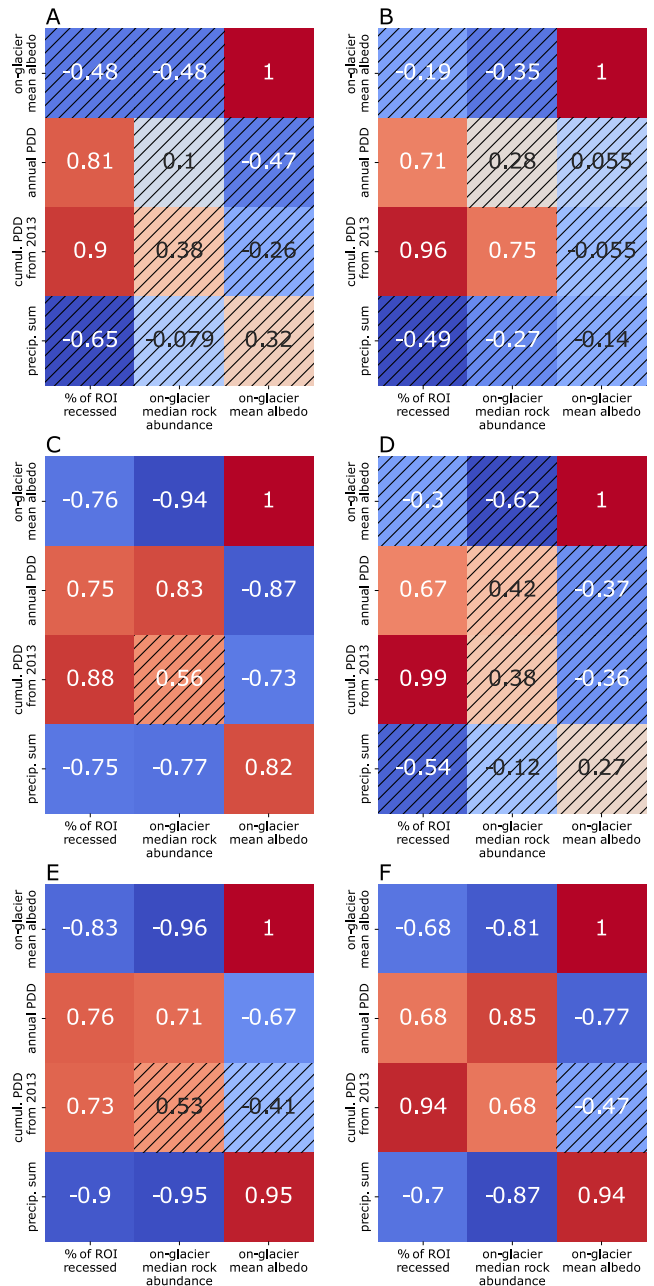 A
on-glacier
mean albedo
-0.48 -0.48 1
annual PDD
0.81 0.1 -0.47
cumul. PDD
from 2013
0.9 0.38 -0.26
precip. sum
-0.65 -0.079 0.32
% of ROI
recessed
on-glacier
median rock
abundance
on-glacier
mean albedo
B
on-glacier
mean albedo
-0.19 -0.35 1
annual PDD
0.71 0.28 0.055
cumul. PDD
from 2013
0.96 0.75 -0.055
precip. sum
-0.49 -0.27 -0.14
% of ROI
recessed
on-glacier
median rock
abundance
on-glacier
mean albedo
C
on-glacier
mean albedo
-0.76 -0.94 1
annual PDD
0.75 0.83 -0.87
cumul. PDD
from 2013
0.88 0.56 -0.73
precip. sum
-0.75 -0.77 0.82
% of ROI
recessed
on-glacier
median rock
abundance
on-glacier
mean albedo
D
on-glacier
mean albedo
-0.3 -0.62 1
annual PDD
0.67 0.42 -0.37
cumul. PDD
from 2013
0.99 0.38 -0.36
precip. sum
-0.54 -0.12 0.27
% of ROI
recessed
on-glacier
median rock
abundance
on-glacier
mean albedo
E
on-glacier
mean albedo
-0.83 -0.96 1
annual PDD
0.76 0.71 -0.67
cumul. PDD
from 2013
0.73 0.53 -0.41
precip. sum
-0.9 -0.95 0.95
% of ROI
recessed
on-glacier
median rock
abundance
on-glacier
mean albedo
F
on-glacier
mean albedo
-0.68 -0.81 1
annual PDD
0.68 0.85 -0.77
cumul. PDD
from 2013
0.94 0.68 -0.47
precip. sum
-0.7 -0.87 0.94
% of ROI
recessed
on-glacier
median rock
abundance
on-glacier
mean albedo